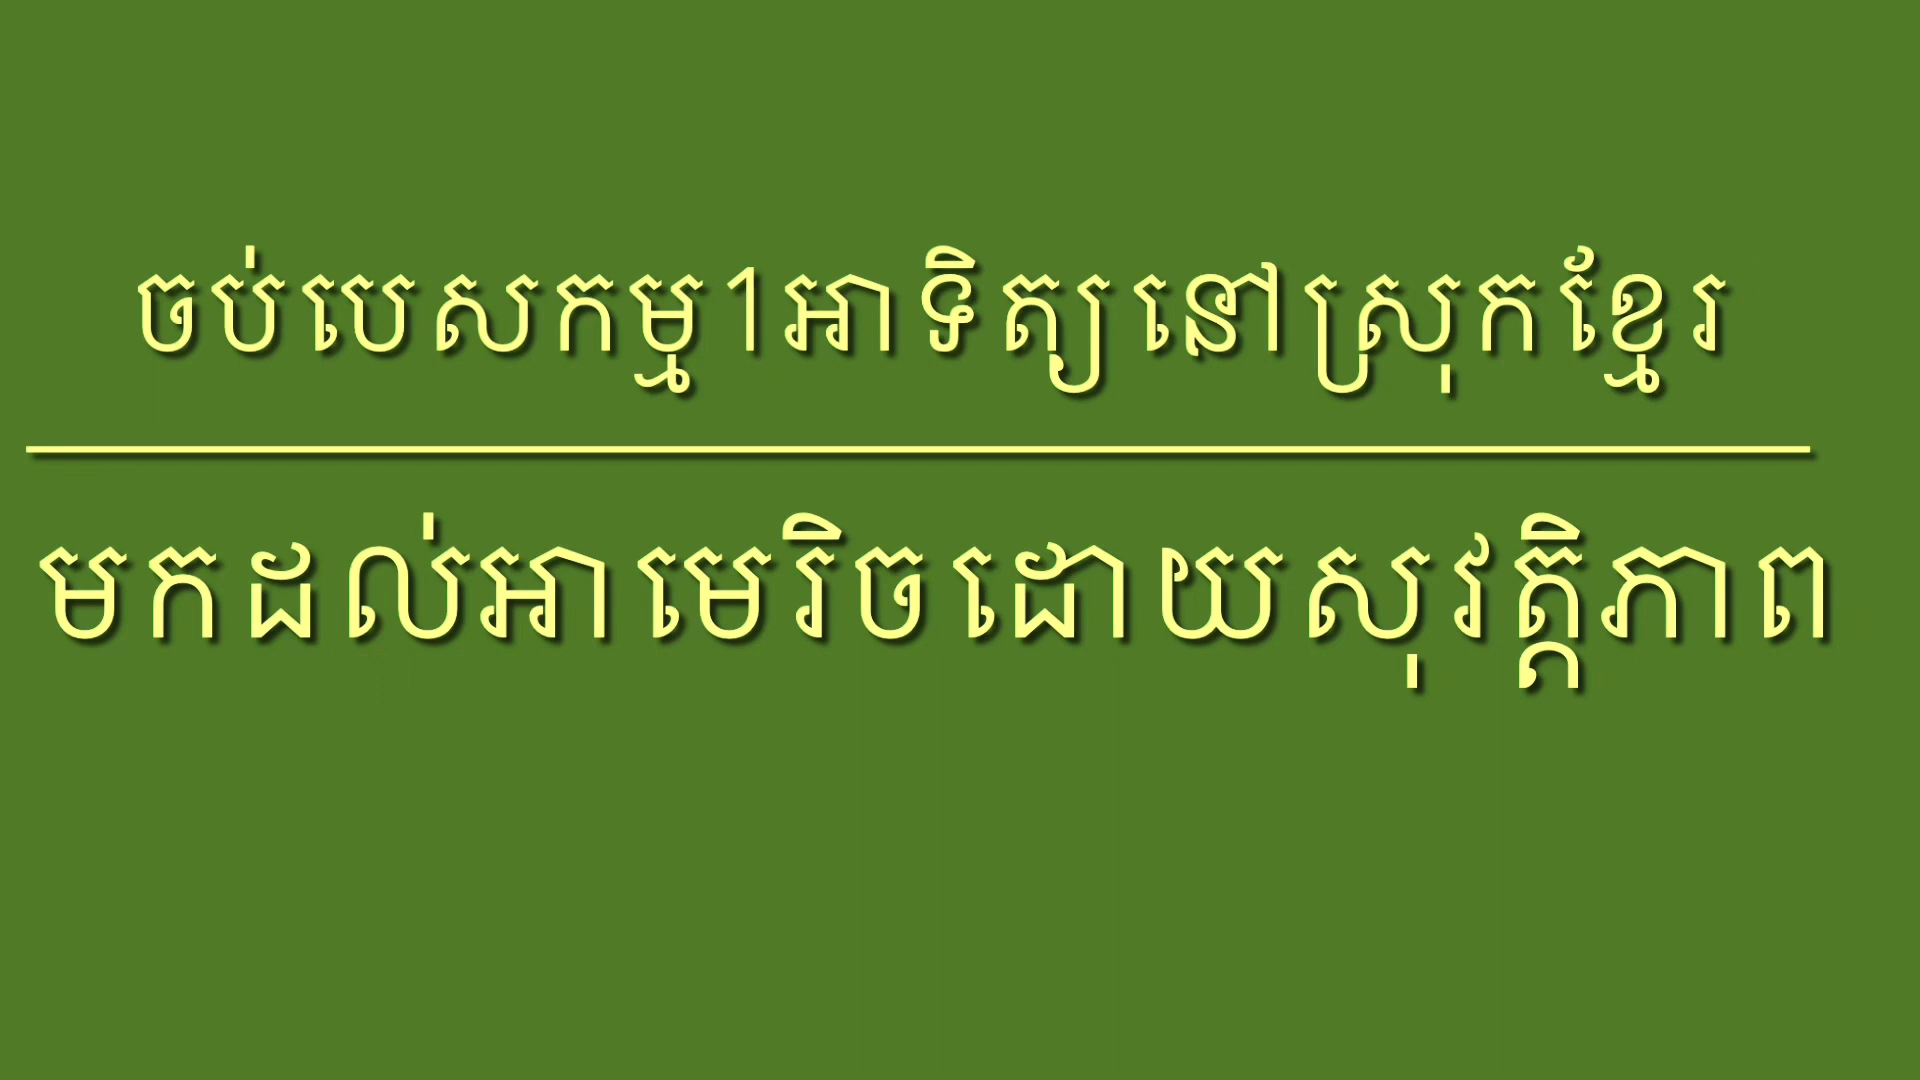 ចប់បេសកម្ម1អាទិត្យនៅស្រុកខ្មែរ
មកដល់អាមេរិចដោយសុវត្តិភាព